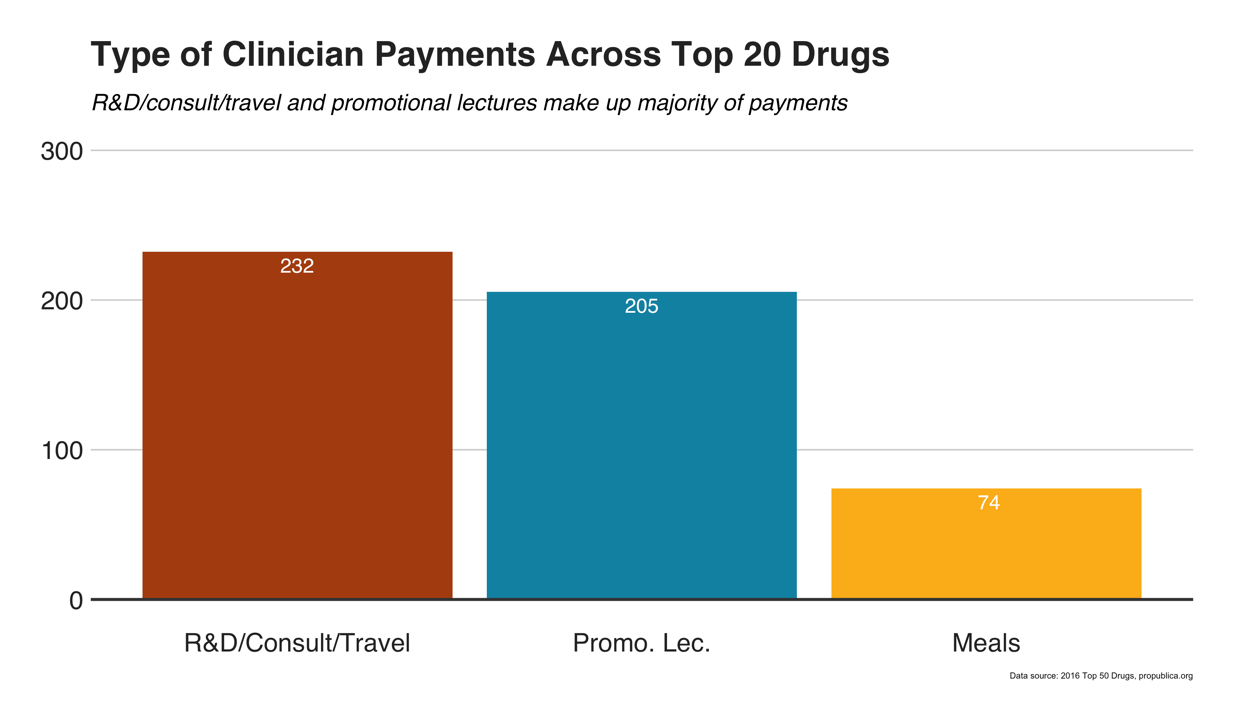 Type of Clinician Payments Across Top 20 Drugs
R&D/consult/travel and promotional lectures make up majority of payments
300
232
200
205
100
74
0
R&D/Consult/Travel
Promo. Lec.
Meals
Data source: 2016 Top 50 Drugs, propublica.org